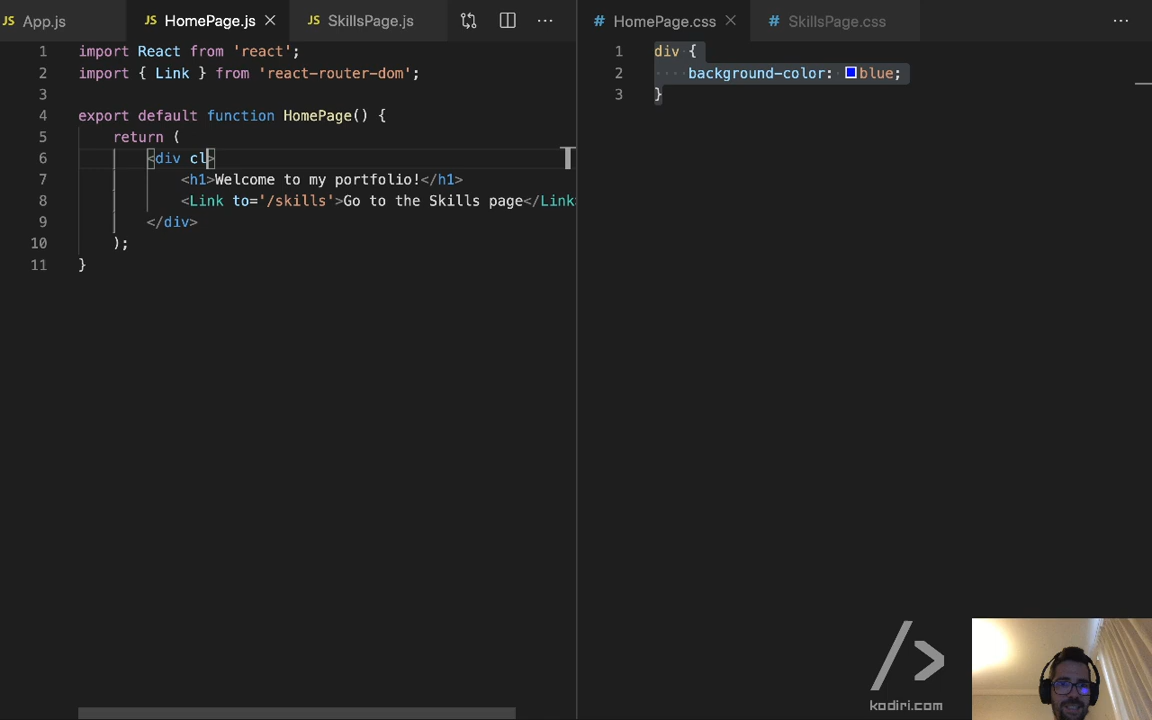 JS App.js
JS HomePage.js
JS SkillsPage.js
# HomePage.css
# SkillsPage.css
1 import React from 'react';
2 import { Link } from 'react-router-dom';
3
4 export default function HomePage() {
5 return (
6 <div cl>
7 <h1>Welcome to my portfolio!</h1>
8 <Link to='/skills'>Go to the Skills page</Link>
9 </div>
10 );
11 }
1 div {
2 background-color: blue;
3 }
/>
kodiri.com